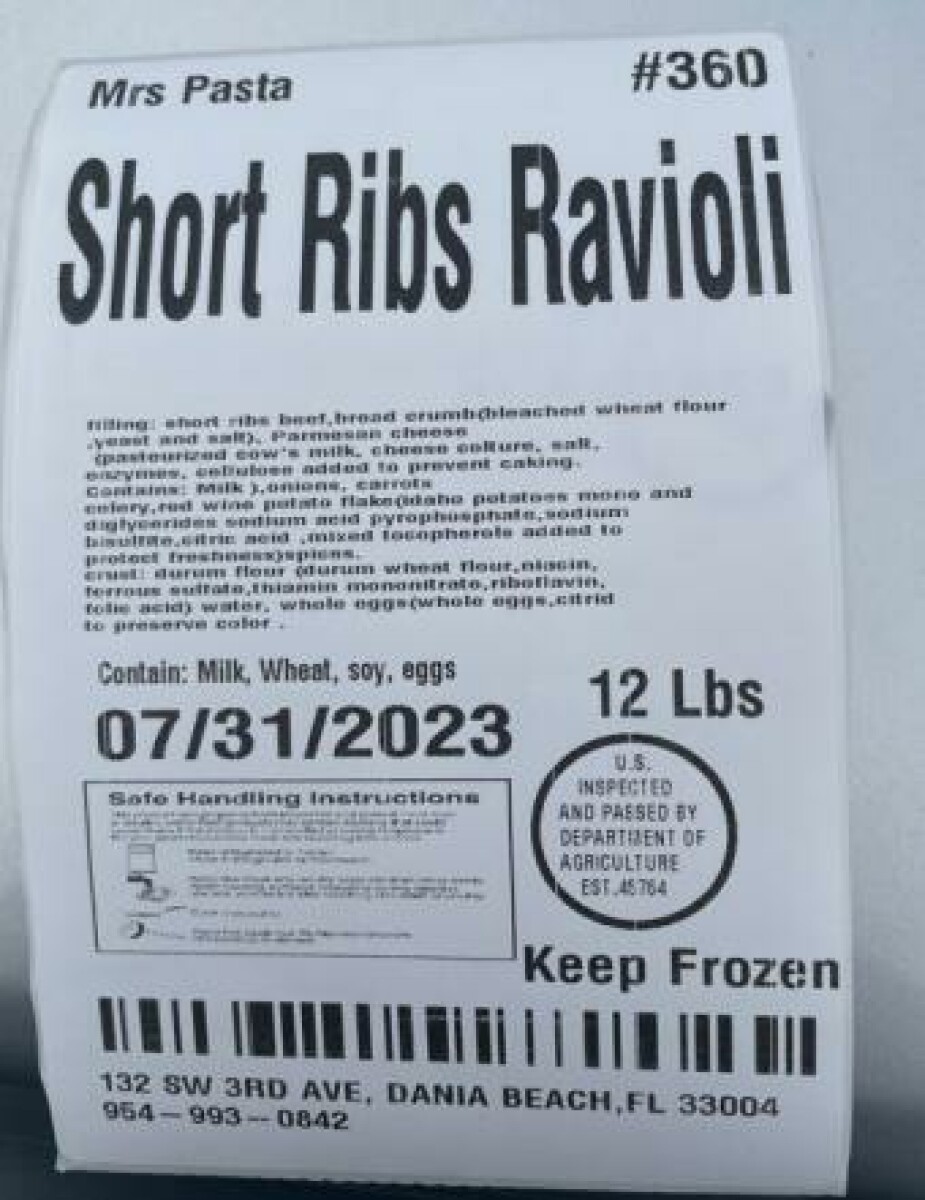 Mrs Pasta
#360
Short Ribs Ravioli
filling: short ribs beef,bread crumb(bleached wheat flour
,yeast and salt), Parmesan cheese
(pasteurized cow's milk, cheese colture, salt,
enzymes, cellulose added to prevent caking.
Contains: Milk ),onions, carrots
celery,red wine potato flake(idaho potatoes mono and
diglycerides sodium acid pyrophosphate,sodium
bisulfite,citric acid ,mixed tocopherols added to
protect freshness)spices.
crust: durum flour (durum wheat flour,niacin,
ferrous sulfate,thiamin mononitrate,riboflavin,
folic acid) water, whole eggs(whole eggs,citrid
to preserve color .
Contain: Milk, Wheat, soy, eggs
12 Lbs
07/31/2023
Safe Handling Instructions
U.S.
INSPECTED
AND PASSED BY
DEPARTMENT OF
AGRICULTURE
EST.45764
Keep Frozen
132 SW 3RD AVE, DANIA BEACH,FL 33004
954-993-0842